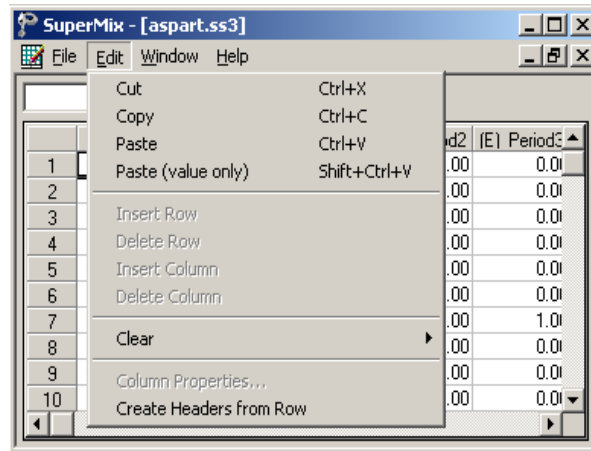 SuperMix - [aspart.ss3]
File Edit Window Help
Cut Ctrl+X
Copy Ctrl+C
Paste Ctrl+V
Paste (value only) Shift+Ctrl+V
Insert Row
Delete Row
Insert Column
Delete Column
Clear
Column Properties...
Create Headers from Row
(E) Period3
1 .00 0.0
2 .00 0.0
3 .00 0.0
4 .00 0.0
5 .00 0.0
6 .00 0.0
7 .00 1.0
8 .00 0.0
9 .00 0.0
10 .00 0.0